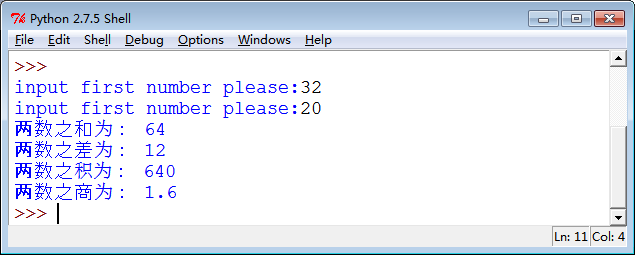 Python 2.7.5 Shell
File Edit Shell Debug Options Windows Help
>>>
input first number please:32
input first number please:20
两数之和为： 64
两数之差为： 12
两数之积为： 640
两数之商为： 1.6
>>>
Ln: 11 Col: 4